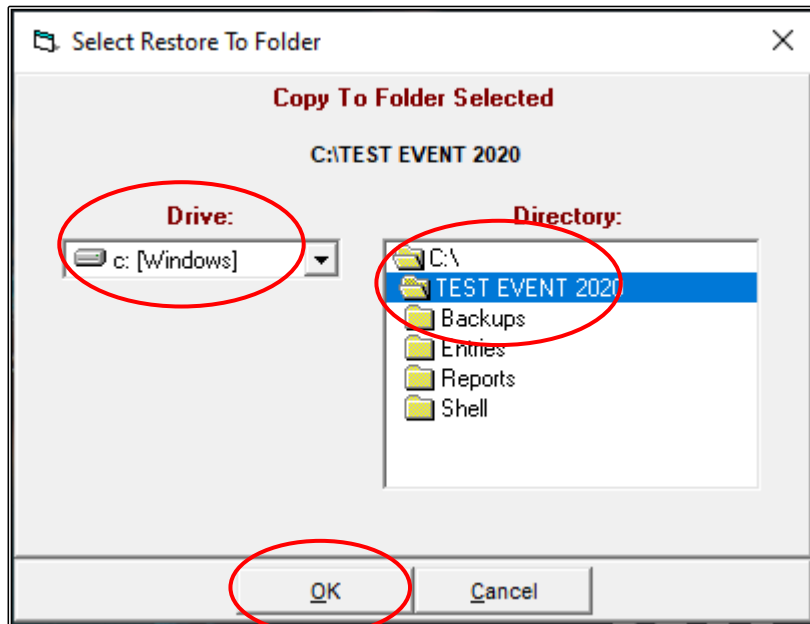 Select Restore To Folder
Copy To Folder Selected
C:\TEST EVENT 2020
Drive:
Directory:
c: [Windows]
C:\
TEST EVENT 2020
Backups
Entries
Reports
Shell
OK
Cancel